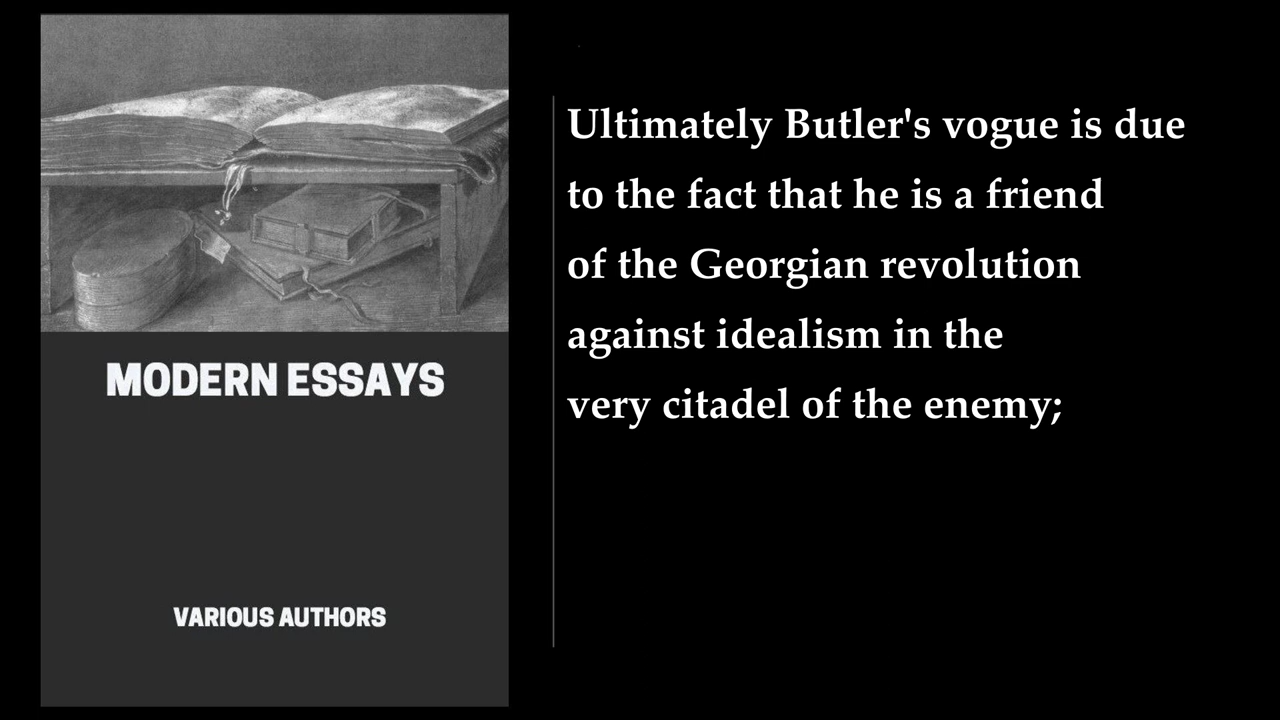 MODERN ESSAYS
VARIOUS AUTHORS
Ultimately Butler's vogue is due
to the fact that he is a friend
of the Georgian revolution
against idealism in the
very citadel of the enemy;